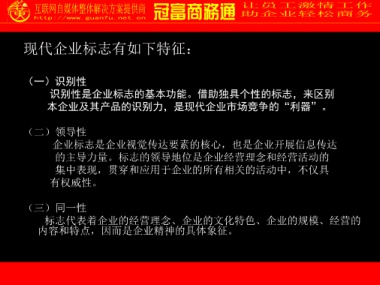 互联网自媒体整体解决方案提供商
http://www.guanfu.net.cn
冠富商務通
让员工激情工作
助企业轻松商务
现代企业标志有如下特征：
（一）识别性
识别性是企业标志的基本功能。借助独具个性的标志，来区别
本企业及其产品的识别力，是现代企业市场竞争的“利器”。
（二）领导性
企业标志是企业视觉传达要素的核心，也是企业开展信息传达
的主导力量。标志的领导地位是企业经营理念和经营活动的
集中表现，贯穿和应用于企业的所有相关的活动中，不仅具
有权威性。
（三）同一性
标志代表着企业的经营理念、企业的文化特色、企业的规模、经营的
内容和特点，因而是企业精神的具体象征。